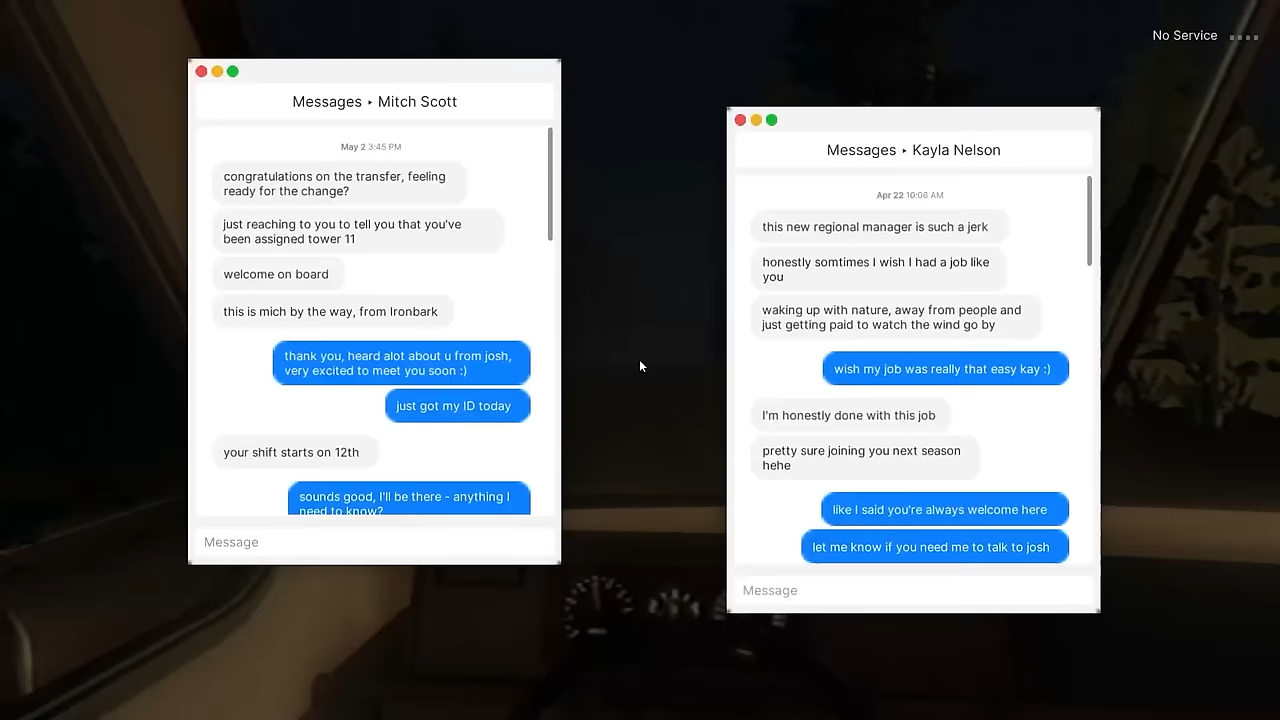 No Service
Messages ‣ Mitch Scott
May 2 3:45 PM
congratulations on the transfer, feeling
ready for the change?
just reaching to you to tell you that you've
been assigned tower 11
welcome on board
this is mich by the way, from Ironbark
thank you, heard alot about u from josh,
very excited to meet you soon :)
just got my ID today
your shift starts on 12th
sounds good, I'll be there - anything I
need to know?
Message
Messages ‣ Kayla Nelson
Apr 22 10:06 AM
this new regional manager is such a jerk
honestly somtimes I wish I had a job like
you
waking up with nature, away from people and
just getting paid to watch the wind go by
wish my job was really that easy kay :)
I'm honestly done with this job
pretty sure joining you next season
hehe
like I said you're always welcome here
let me know if you need me to talk to josh
Message